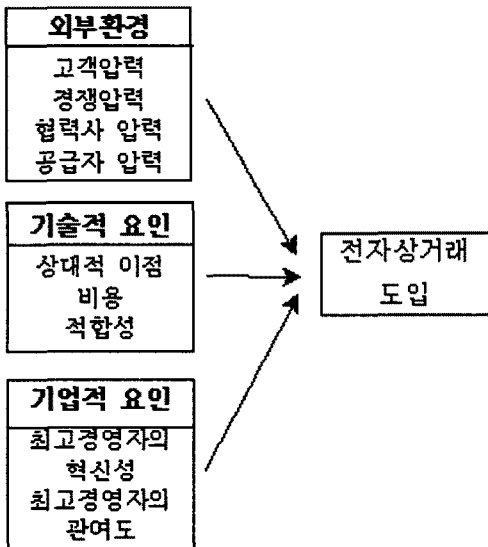 외부환경
고객압력
경쟁압력
협력사 압력
공급자 압력
기술적 요인
상대적 이점
비용
적합성
기업적 요인
최고경영자의
혁신성
최고경영자의
관여도
전자상거래
도입